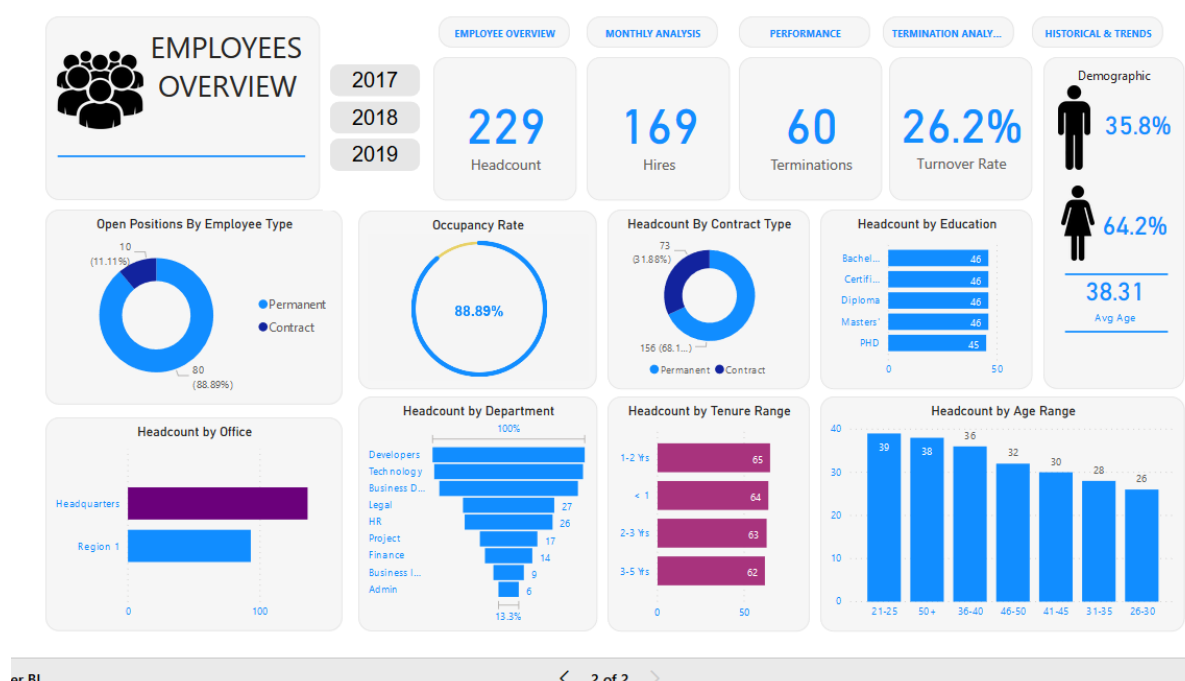 EMPLOYEES
OVERVIEW
2017
2018
2019
EMPLOYEE OVERVIEW
MONTHLY ANALYSIS
PERFORMANCE
TERMINATION ANALY...
HISTORICAL & TRENDS
229
Headcount
169
Hires
60
Terminations
26.2%
Turnover Rate
Demographic
35.8%
64.2%
38.31
Avg Age
Open Positions By Employee Type
10
(11.11%)
Permanent
Contract
80
(88.89%)
Occupancy Rate
88.89%
Headcount By Contract Type
73
(31.88%)
156 (68.1...)
Permanent Contract
Headcount by Education
Bachel... 46
Certifi... 46
Diploma 46
Masters' 46
PHD 45
0 50
Headcount by Office
Headquarters
Region 1
0 100
Headcount by Department
100%
Developers
Technology
Business D...
Legal 27
HR 26
Project 17
Finance 14
Business I... 9
Admin 6
13.3%
Headcount by Tenure Range
1-2 Yrs 65
< 1 64
2-3 Yrs 63
3-5 Yrs 62
0 50
Headcount by Age Range
40
30
20
10
0
39 38 36 32 30 28 26
21-25 50+ 36-40 46-50 41-45 31-35 26-30
er BI
2 of 2